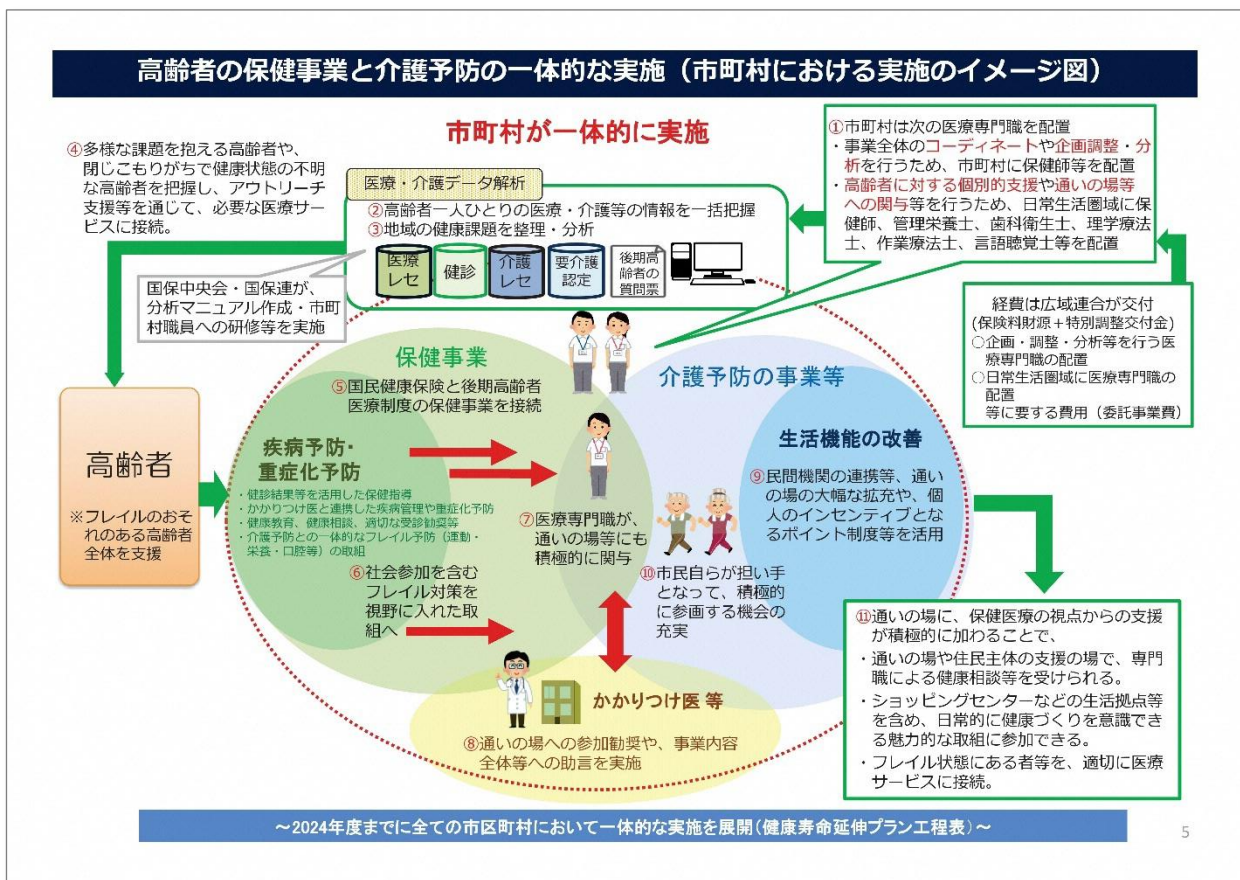 高齢者の保健事業と介護予防の一体的な実施（市町村における実施のイメージ図）
市町村が一体的に実施
①市町村は次の医療専門職を配置
・事業全体のコーディネートや企画調整・分
析を行うため、市町村に保健師等を配置
・高齢者に対する個別的支援や通いの場等
への関与等を行うため、日常生活圏域に保
健師、管理栄養士、歯科衛生士、理学療法
士、作業療法士、言語聴覚士等を配置
④多様な課題を抱える高齢者や、
閉じこもりがちで健康状態の不明
な高齢者を把握し、アウトリーチ
支援等を通じて、必要な医療サー
ビスに接続。
医療・介護データ解析
②高齢者一人ひとりの医療・介護等の情報を一括把握
③地域の健康課題を整理・分析
医療
レセ
健診
介護
レセ
要介護
認定
後期高
齢者の
質問票
国保中央会・国保連が、
分析マニュアル作成・市町
村職員への研修等を実施
経費は広域連合が交付
(保険料財源＋特別調整交付金)
○企画・調整・分析等を行う医
療専門職の配置
○日常生活圏域に医療専門職の
配置
等に要する費用（委託事業費）
保健事業
⑤国民健康保険と後期高齢者
医療制度の保健事業を接続
介護予防の事業等
高齢者
※フレイルのおそ
れのある高齢者
全体を支援
疾病予防・
重症化予防
・健診結果等を活用した保健指導
・かかりつけ医と連携した疾病管理や重症化予防
・健康教育、健康相談、適切な受診勧奨等
・介護予防との一体的なフレイル予防（運動・
栄養・口腔等）の取組
⑥社会参加を含む
フレイル対策を
視野に入れた取
組へ
⑦医療専門職が、
通いの場等にも
積極的に関与
生活機能の改善
⑨民間機関の連携等、通い
の場の大幅な拡充や、個
人のインセンティブとな
るポイント制度等を活用
⑩市民自らが担い手
となって、積極的
に参画する機会の
充実
かかりつけ医 等
⑧通いの場への参加勧奨や、事業内容
全体等への助言を実施
⑪通いの場に、保健医療の視点からの支援
が積極的に加わることで、
・通いの場や住民主体の支援の場で、専門
職による健康相談等を受けられる。
・ショッピングセンターなどの生活拠点等
を含め、日常的に健康づくりを意識でき
る魅力的な取組に参加できる。
・フレイル状態にある者等を、適切に医療
サービスに接続。
～2024年度までに全ての市区町村において一体的な実施を展開（健康寿命延伸プラン工程表）～
5